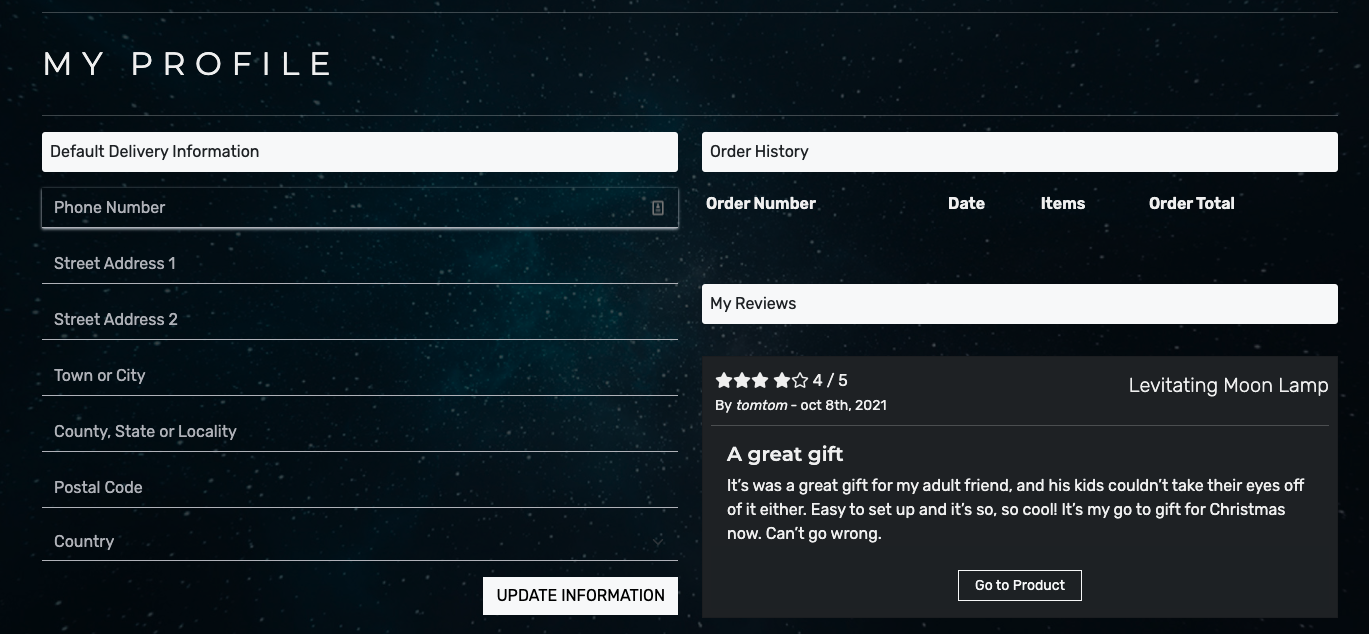 MY PROFILE
Default Delivery Information
Phone Number
Street Address 1
Street Address 2
Town or City
County, State or Locality
Postal Code
Country
UPDATE INFORMATION
Order History
Order Number Date Items Order Total
My Reviews
4 / 5
Levitating Moon Lamp
By tomtom - oct 8th, 2021
A great gift
It's was a great gift for my adult friend, and his kids couldn't take their eyes off
of it either. Easy to set up and it's so, so cool! It's my go to gift for Christmas
now. Can't go wrong.
Go to Product